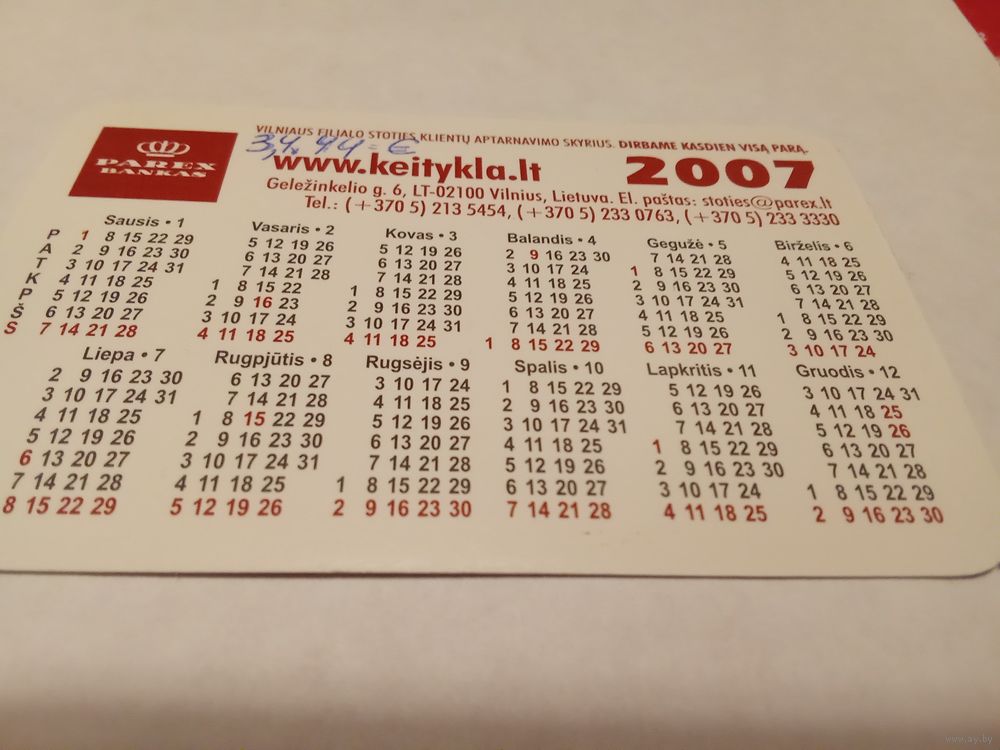 PAREX
BANKAS
VILNIAUS FILIALO STOTIES KLIENTŲ APTARNAVIMO SKYRIUS. DIRBAME KASDIEN VISĄ PARĄ.
www.keitykla.lt 2007
Geležinkelio g. 6, LT-02100 Vilnius, Lietuva. El. paštas: stoties@parex.lt
Tel.: (+370 5) 213 5454, (+370 5) 233 0763, (+370 5) 233 3330
Sausis • 1
P 1 8 15 22 29
A 2 9 16 23 30
T 3 10 17 24 31
K 4 11 18 25
P 5 12 19 26
Š 6 13 20 27
S 7 14 21 28
Vasaris • 2
5 12 19 26
6 13 20 27
7 14 21 28
1 8 15 22
2 9 16 23
3 10 17 24
4 11 18 25
Kovas • 3
5 12 19 26
6 13 20 27
7 14 21 28
1 8 15 22 29
2 9 16 23 30
3 10 17 24 31
4 11 18 25
Balandis • 4
2 9 16 23 30
3 10 17 24
4 11 18 25
5 12 19 26
6 13 20 27
7 14 21 28
1 8 15 22 29
Gegužė • 5
7 14 21 28
1 8 15 22 29
2 9 16 23 30
3 10 17 24 31
4 11 18 25
5 12 19 26
6 13 20 27
Birželis • 6
4 11 18 25
5 12 19 26
6 13 20 27
7 14 21 28
1 8 15 22 29
2 9 16 23 30
3 10 17 24
Liepa • 7
2 9 16 23 30
3 10 17 24 31
4 11 18 25
5 12 19 26
6 13 20 27
7 14 21 28
8 15 22 29
Rugpjūtis • 8
6 13 20 27
7 14 21 28
1 8 15 22 29
2 9 16 23 30
3 10 17 24 31
4 11 18 25
5 12 19 26
Rugsėjis • 9
3 10 17 24
4 11 18 25
5 12 19 26
6 13 20 27
7 14 21 28
1 8 15 22 29
2 9 16 23 30
Spalis • 10
1 8 15 22 29
2 9 16 23 30
3 10 17 24 31
4 11 18 25
5 12 19 26
6 13 20 27
7 14 21 28
Lapkritis • 11
5 12 19 26
6 13 20 27
7 14 21 28
1 8 15 22 29
2 9 16 23 30
3 10 17 24
4 11 18 25
Gruodis • 12
3 10 17 24 31
4 11 18 25
5 12 19 26
6 13 20 27
7 14 21 28
1 8 15 22 29
2 9 16 23 30
www.ay.by